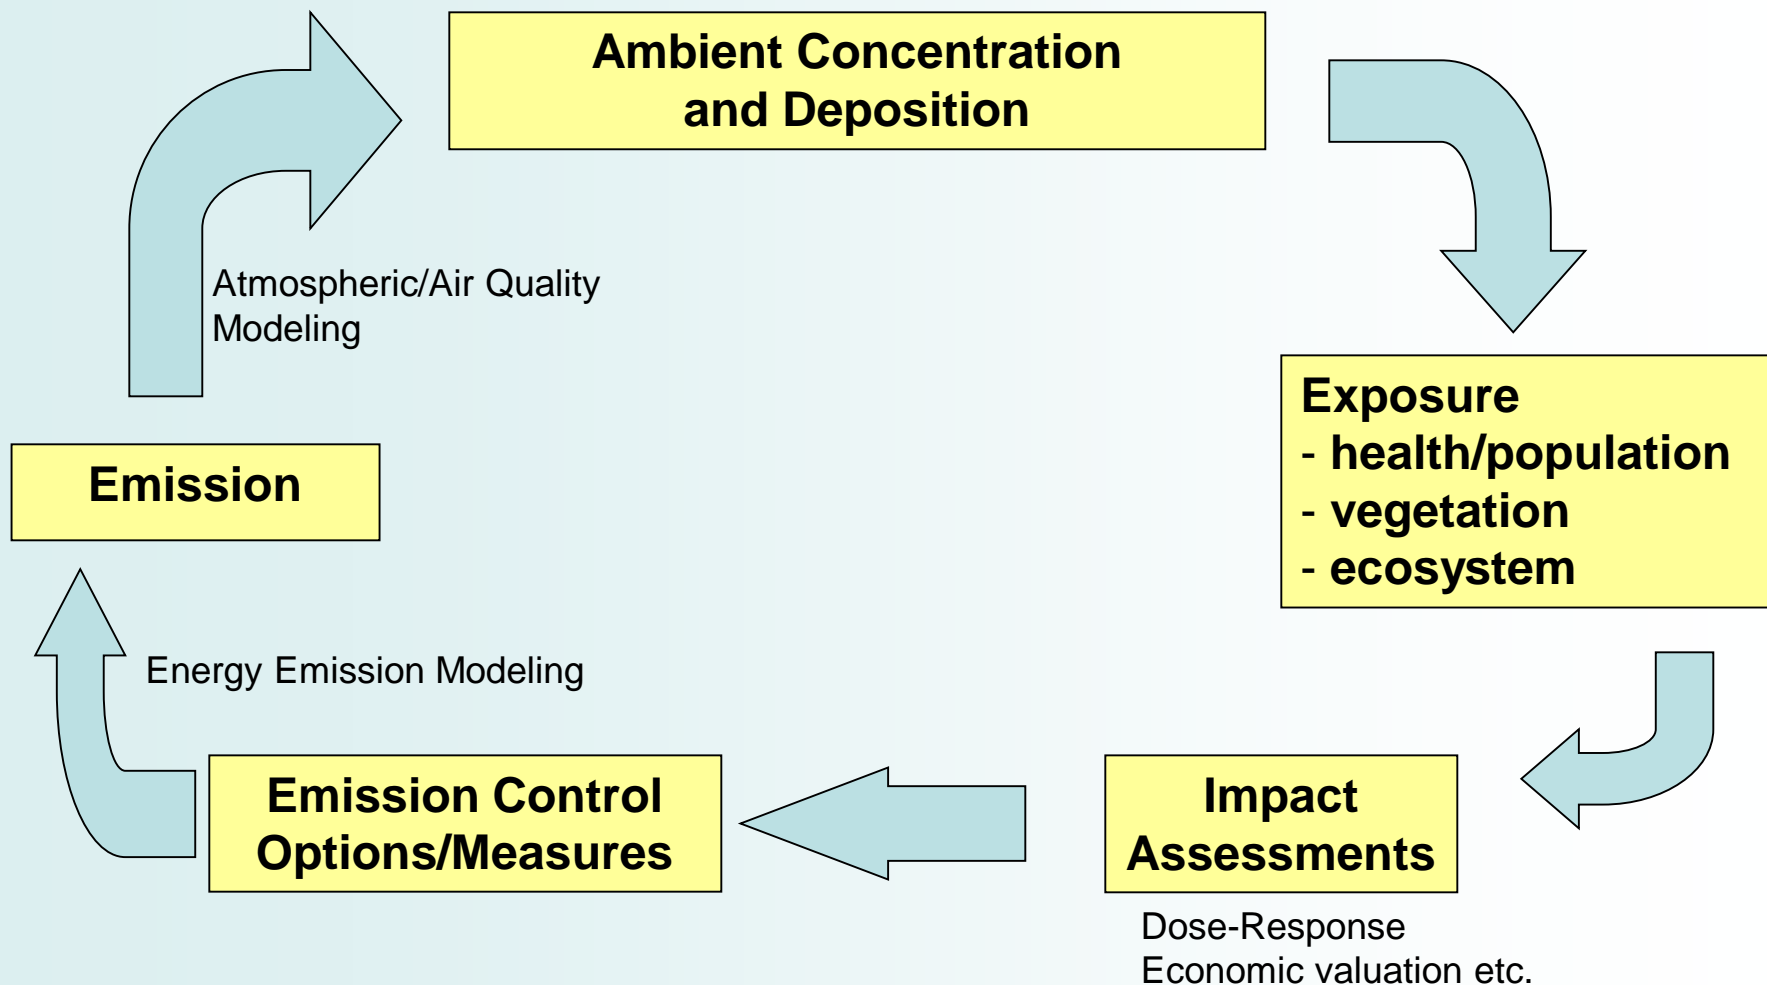 Ambient Concentration
and Deposition
Atmospheric/Air Quality
Modeling
Exposure
- health/population
- vegetation
- ecosystem
Emission
Energy Emission Modeling
Emission Control
Options/Measures
Impact
Assessments
Dose-Response
Economic valuation etc.